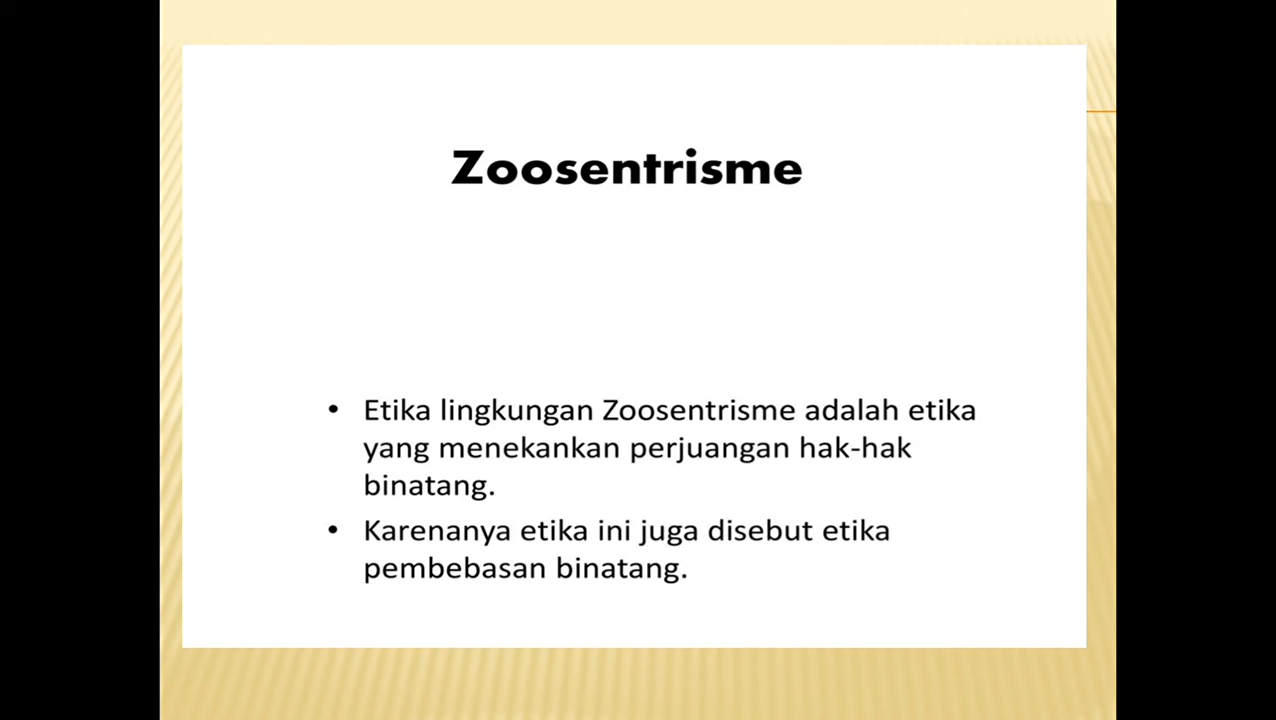 Zoosentrisme
• Etika lingkungan Zoosentrisme adalah etika
yang menekankan perjuangan hak-hak
binatang.
• Karenanya etika ini juga disebut etika
pembebasan binatang.